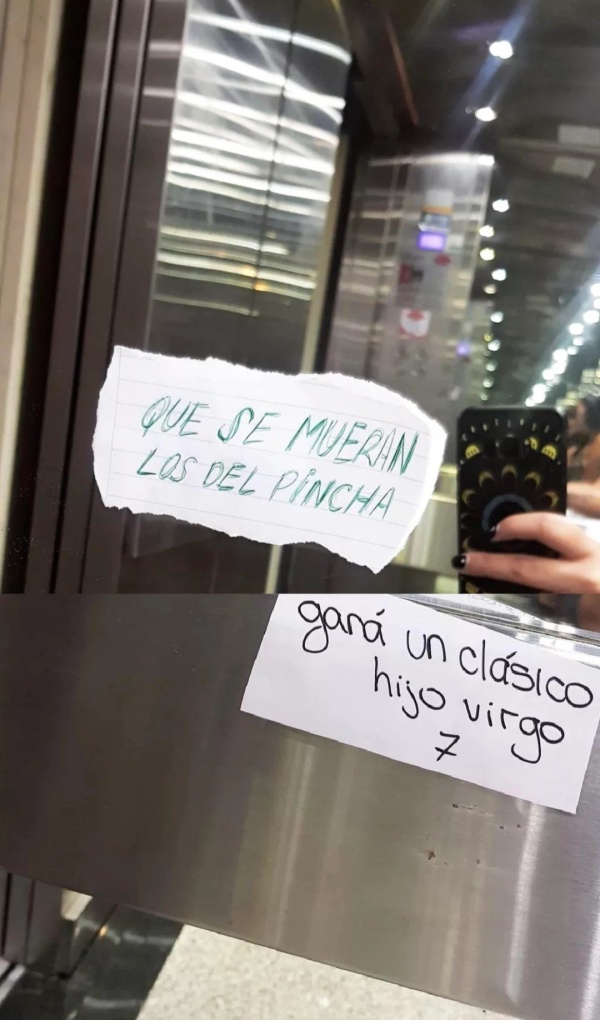 QUE SE MUERAN
LOS DEL PINCHA
ganá un clásico
hijo virgo
7